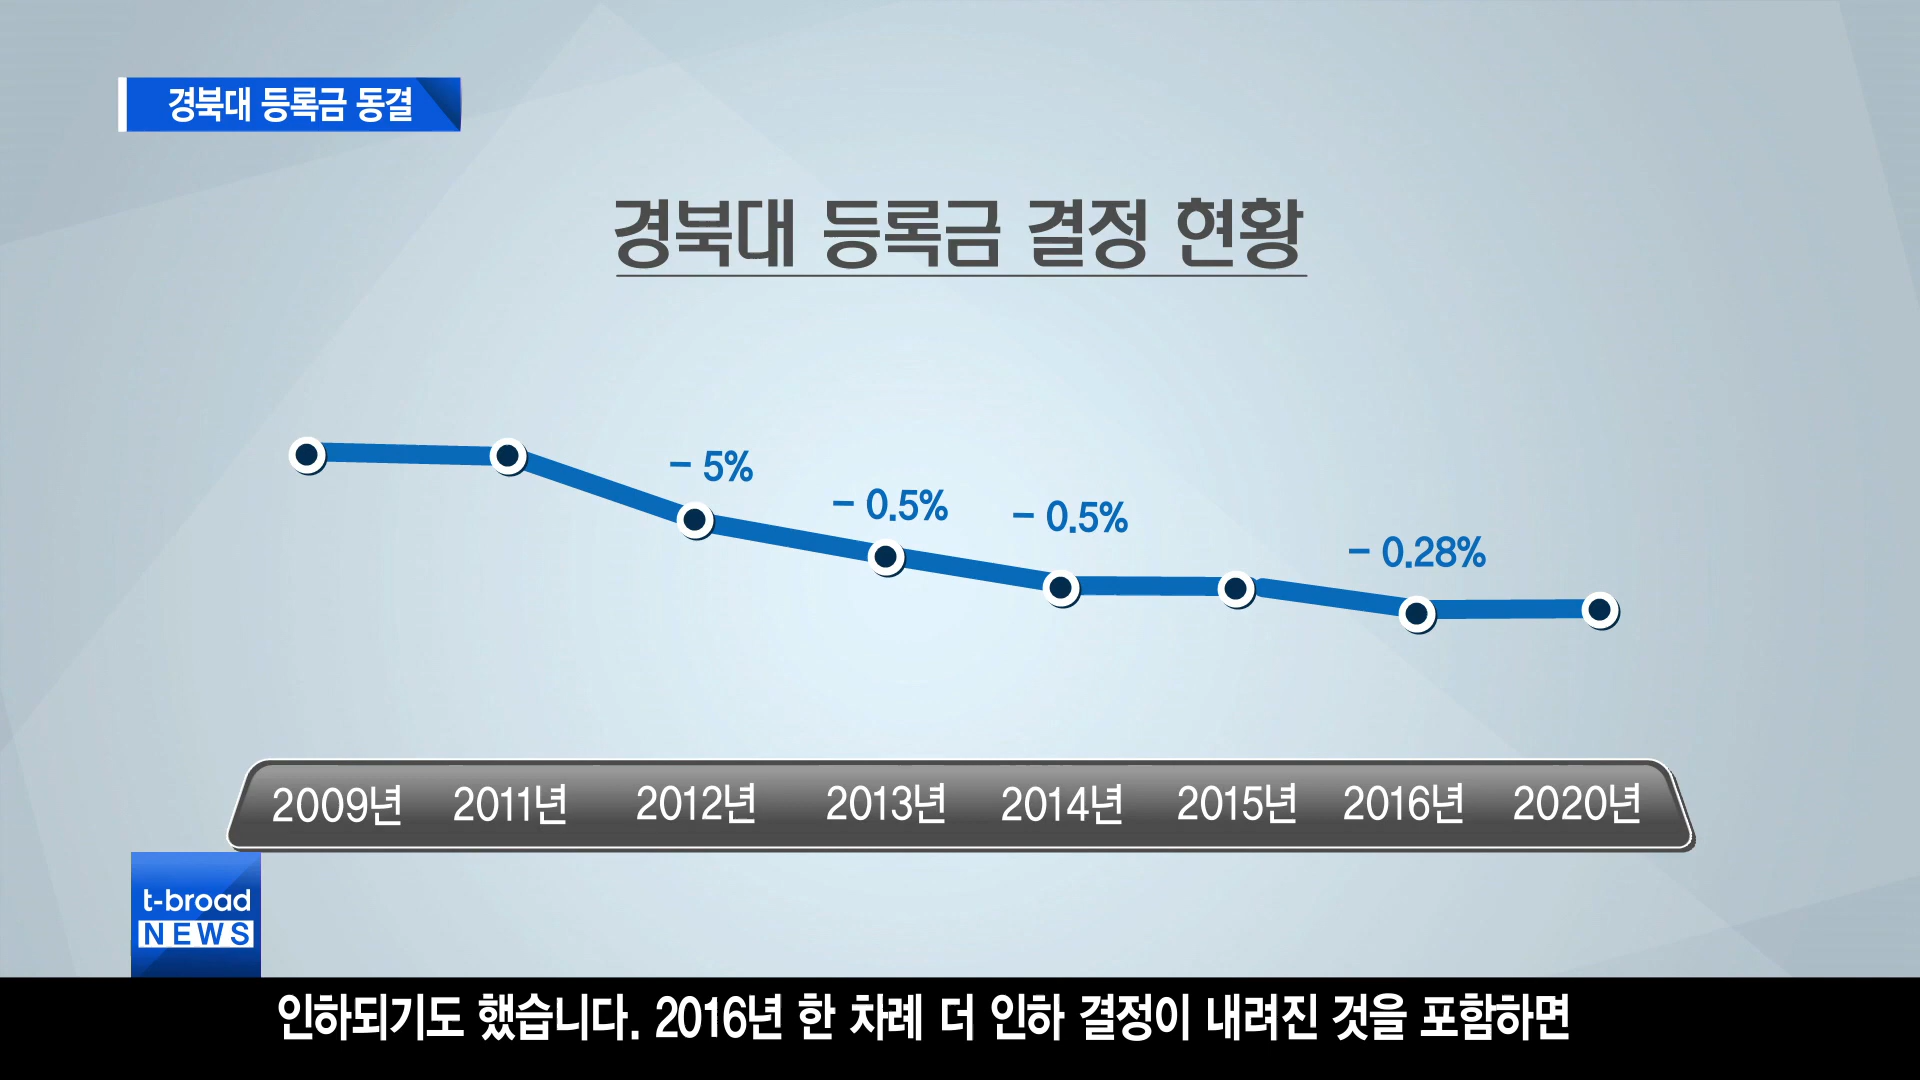 경북대 등록금 동결
경북대 등록금 결정 현황
- 5%
- 0.5%
- 0.5%
- 0.28%
2009년 2011년 2012년 2013년 2014년 2015년 2016년 2020년
t-broad
NEWS
인하되기도 했습니다. 2016년 한 차례 더 인하 결정이 내려진 것을 포함하면